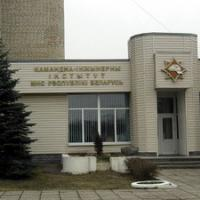 КАМАНДНА-ІНЖЫНЕРНЫ
ІНСТЫТУТ
МНС РЭСПУБЛІКІ БЕЛАРУСЬ